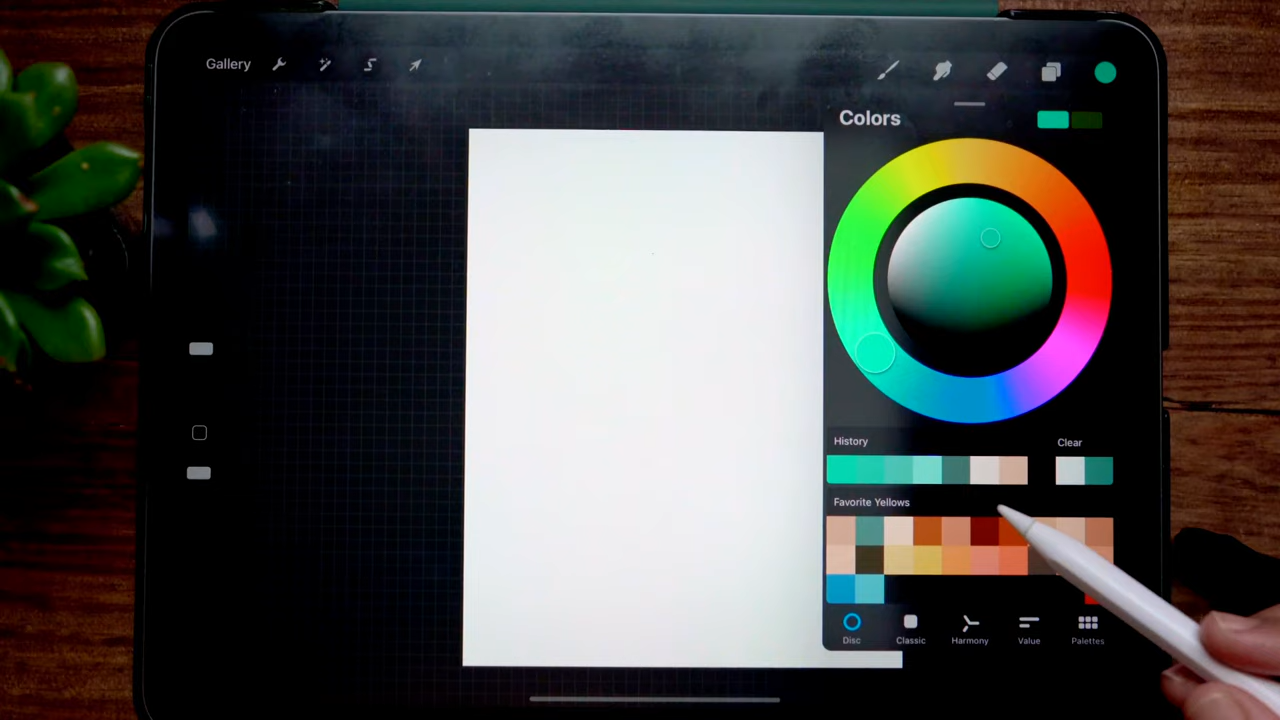 Gallery
Colors
History Clear
Favorite Yellows
Disc Classic Harmony Value Palettes